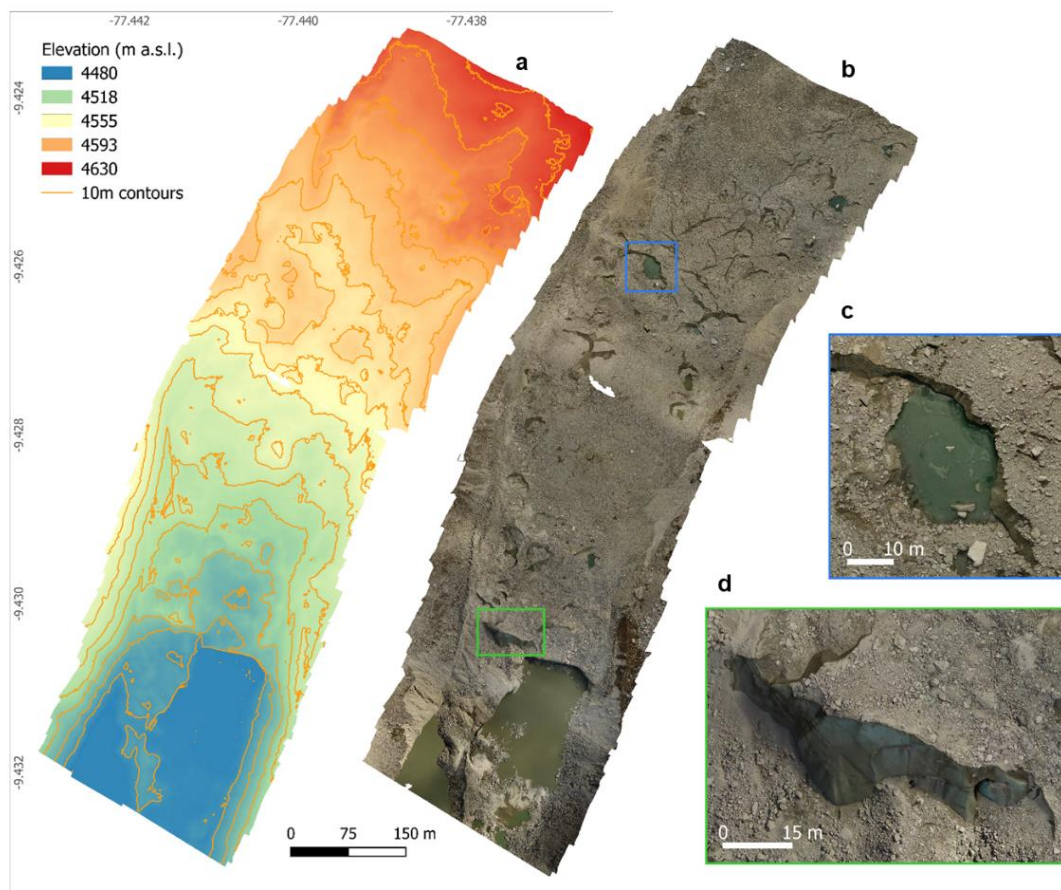 -77.442
-77.440
-77.438
Elevation (m a.s.l.)
4480
4518
4555
4593
4630
10m contours
a
b
-9.424
-9.426
-9.428
-9.430
-9.432
c
0 10 m
d
0 15 m
0 75 150 m